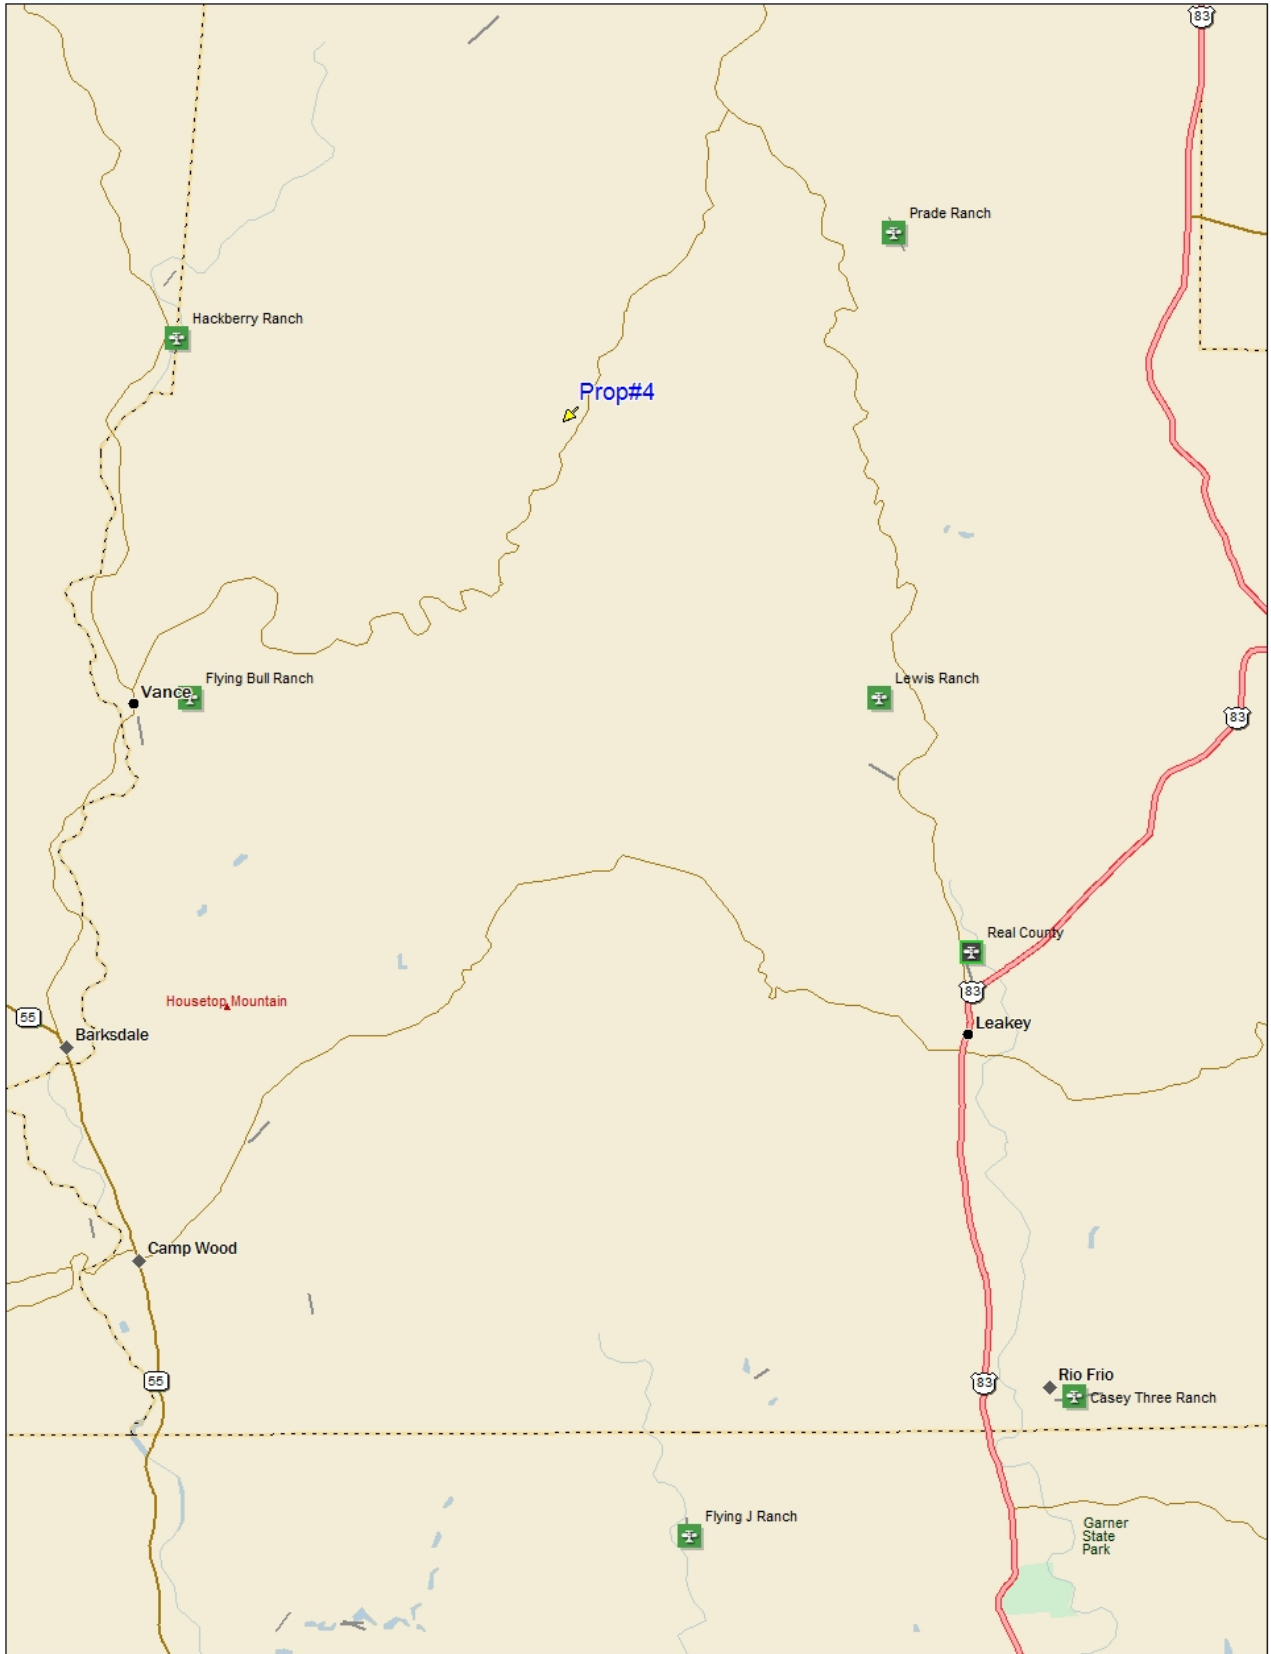 83
Prade Ranch
Hackberry Ranch
Prop#4
Flying Bull Ranch
Vance
Lewis Ranch
83
Real County
83
Housetop Mountain
55
Leakey
Barksdale
Camp Wood
Rio Frio
55
83
Casey Three Ranch
Flying J Ranch
Garner
State
Park